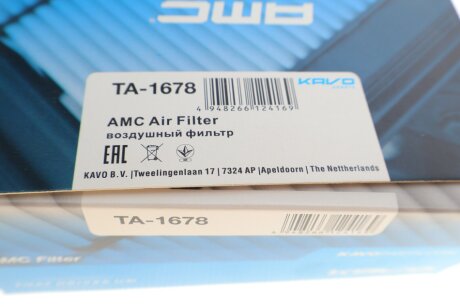 AMC
TA-1678
KAVO
4 948266 124169
AMC Air Filter
воздушный фильтр
EAC
KAVO B.V. |Tweelingenlaan 17 | 7324 AP |Apeldoorn | The Nettherlands
TA-1678
AMC Filter